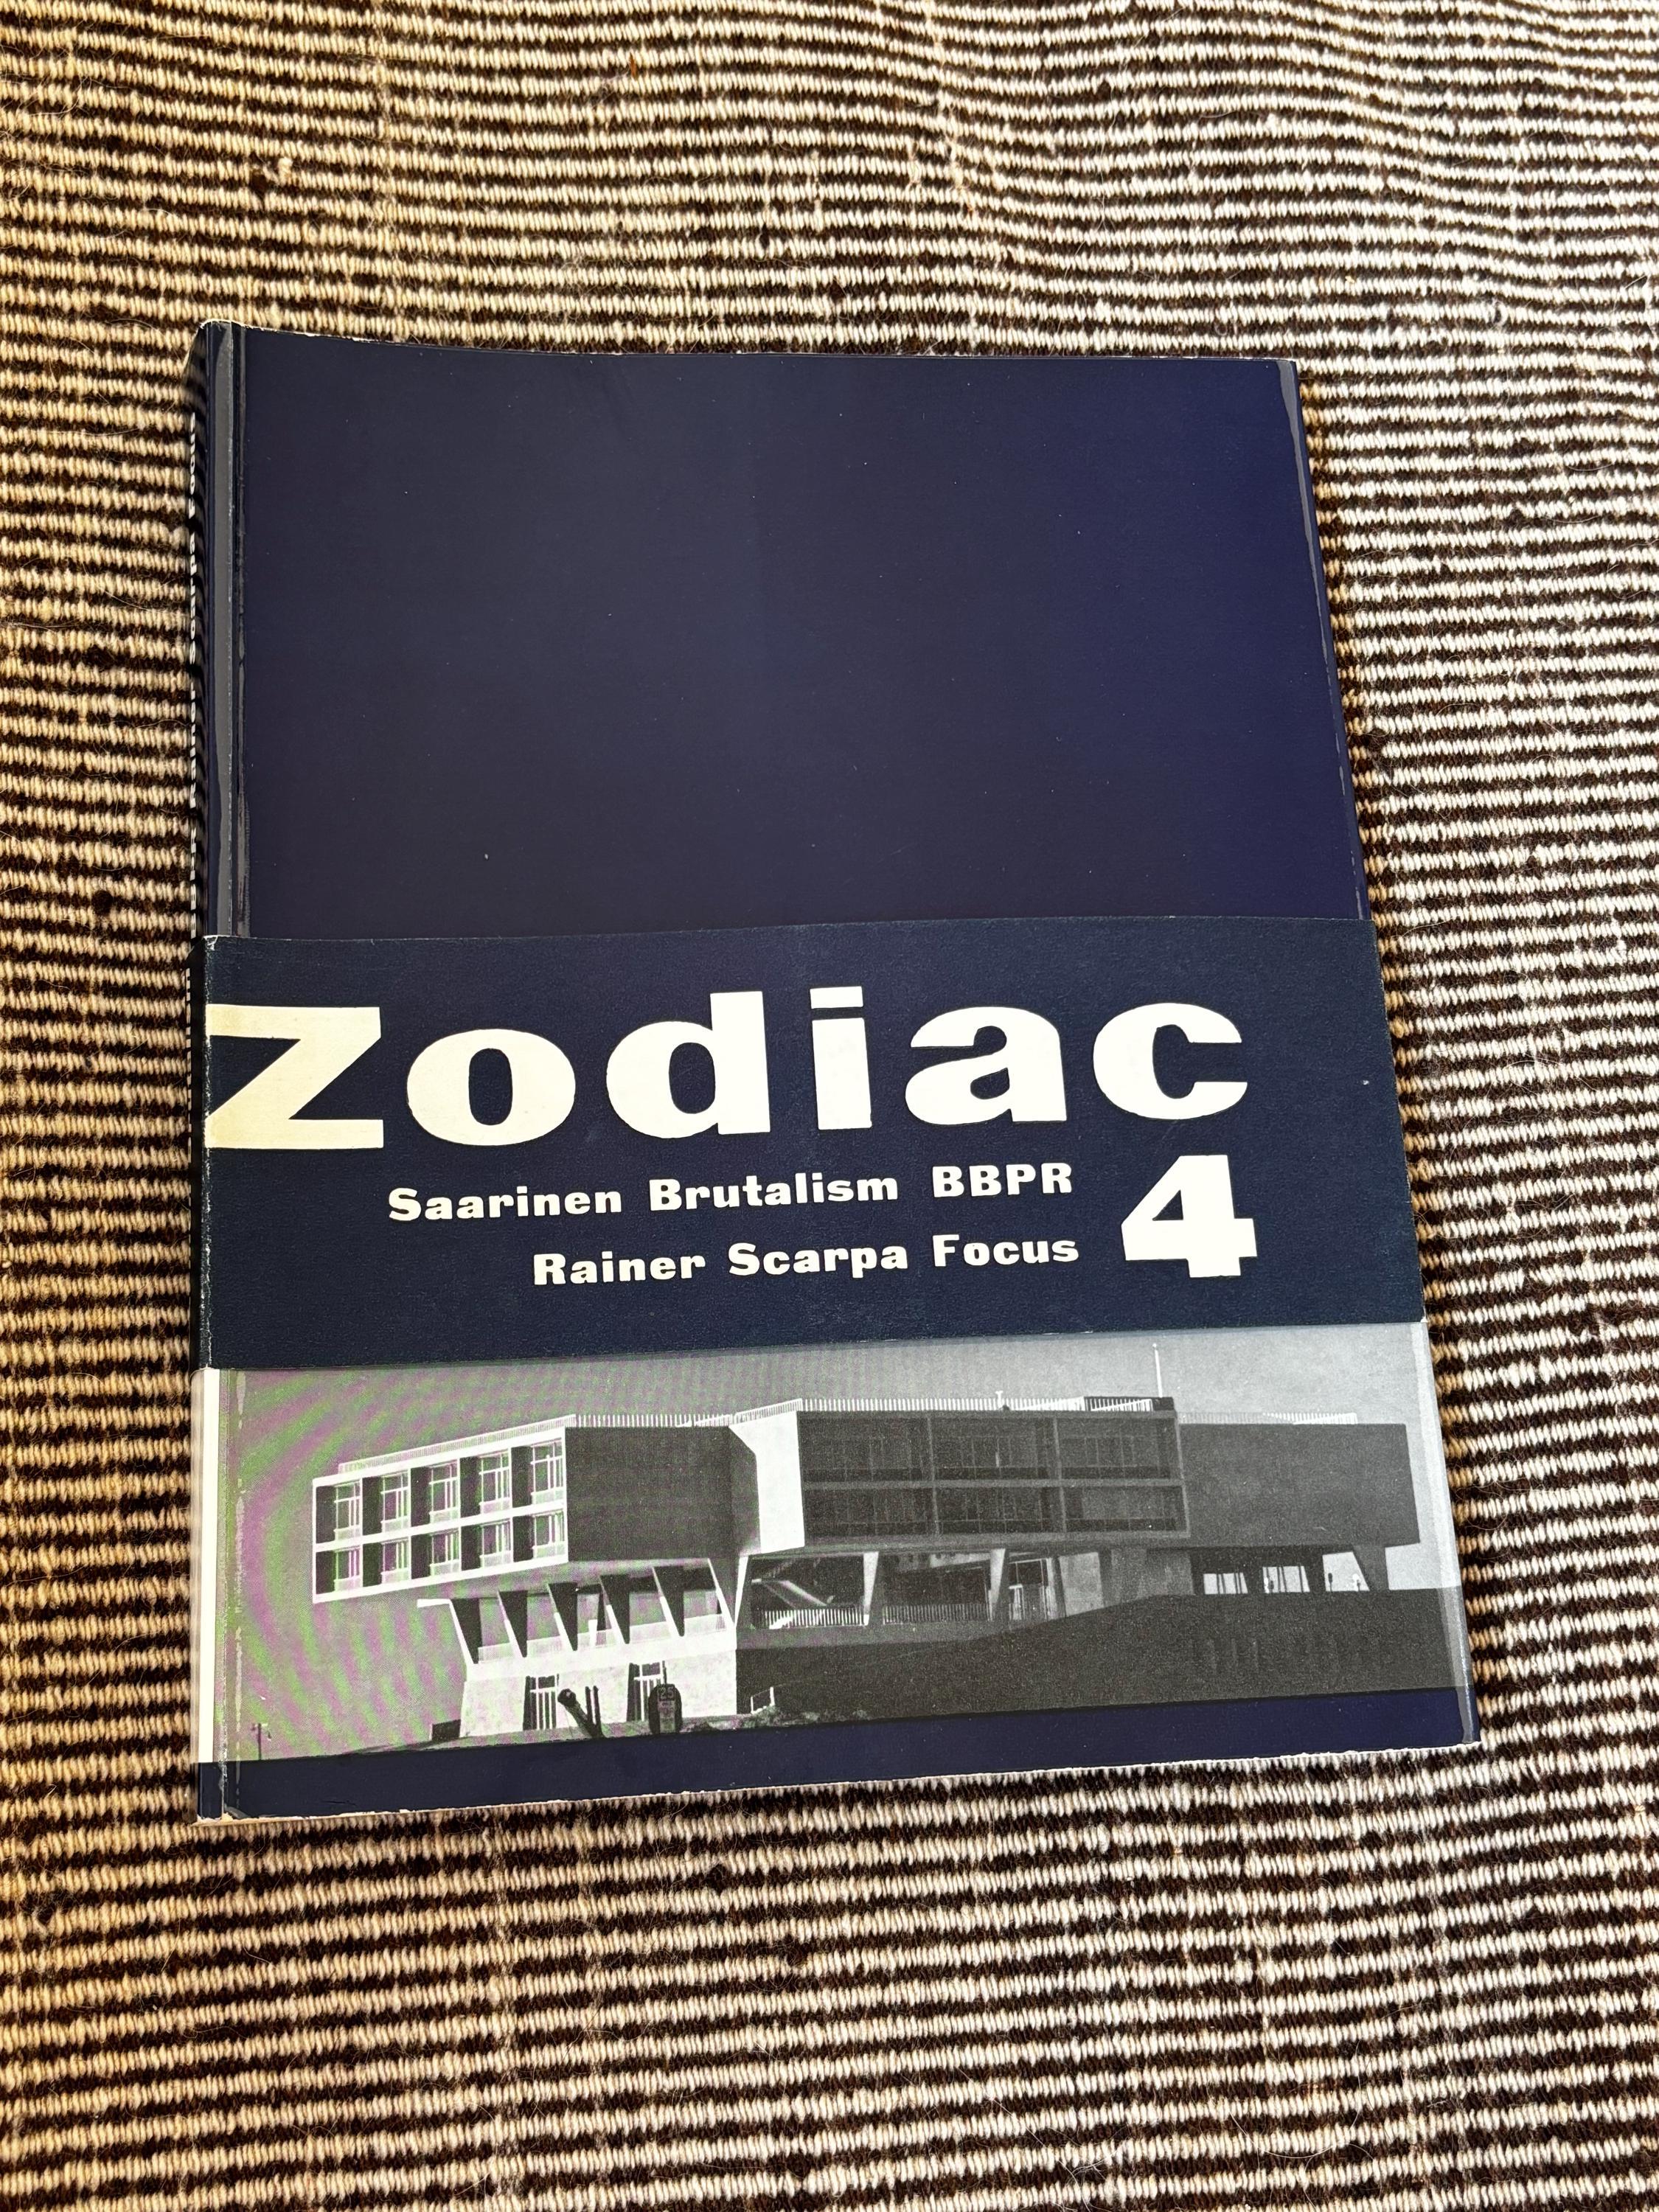 Zodiac
4
Saarinen Brutalism BBPR
Rainer Scarpa Focus